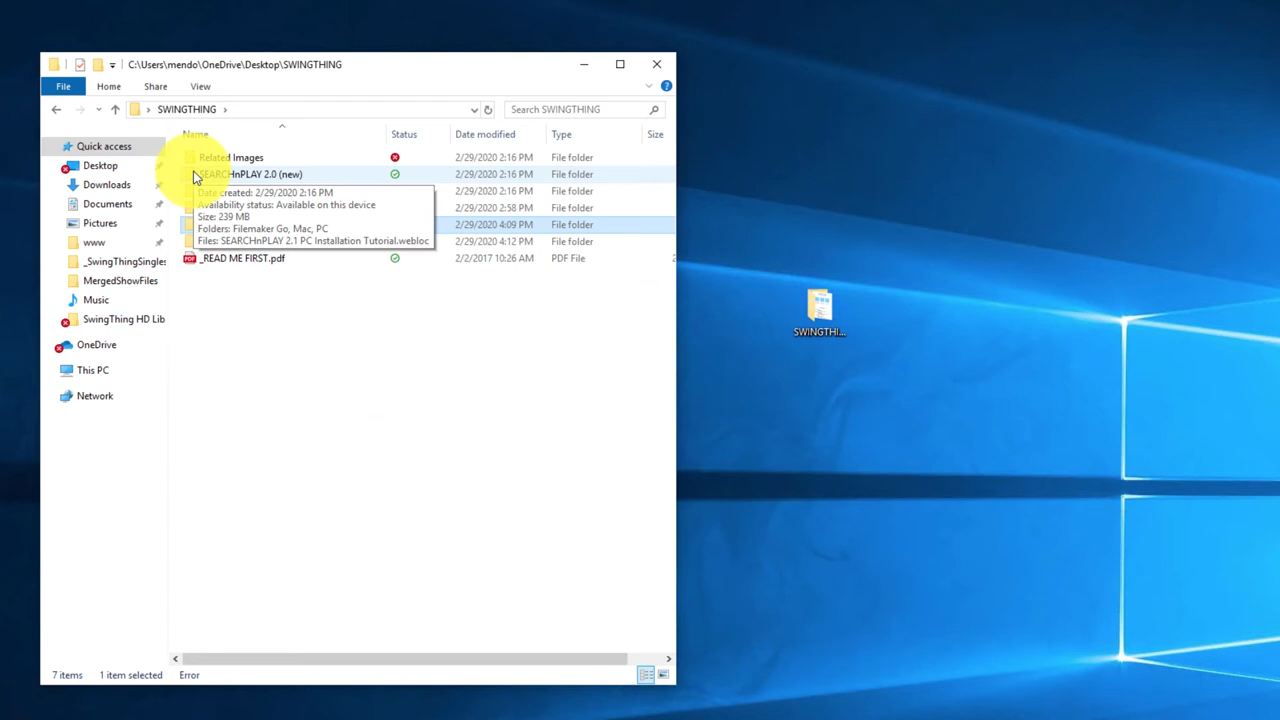 C:\Users\mendo\OneDrive\Desktop\SWINGTHING
File Home Share View
SWINGTHING
Search SWINGTHING
Name Status Date modified Type Size
Quick access
Desktop
Downloads
Documents
Pictures
www
_SwingThingSingles
MergedShowFiles
Music
SwingThing HD Lib
OneDrive
This PC
Network
Related Images 2/29/2020 2:16 PM File folder
SEARCHnPLAY 2.0 (new) 2/29/2020 2:16 PM File folder
2/29/2020 2:16 PM File folder
2/29/2020 2:58 PM File folder
2/29/2020 4:09 PM File folder
2/29/2020 4:12 PM File folder
_READ ME FIRST.pdf 2/2/2017 10:26 AM PDF File 2
Date created: 2/29/2020 2:16 PM
Availability status: Available on this device
Size: 239 MB
Folders: Filemaker Go, Mac, PC
Files: SEARCHnPLAY 2.1 PC Installation Tutorial.webloc
SWINGTHI...
7 items 1 item selected Error